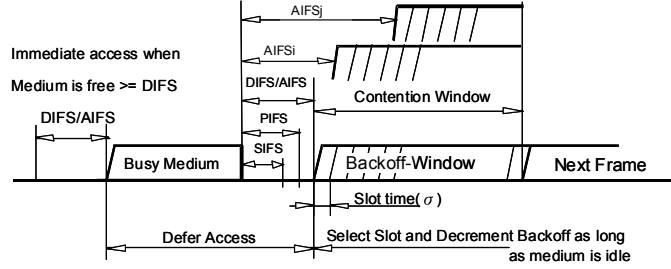 AIFSj
Immediate access when
AIFSi
Medium is free >= DIFS
DIFS/AIFS
Contention Window
DIFS/AIFS
PIFS
SIFS
Busy Medium
Backoff-Window
Next Frame
Slot time( σ )
Defer Access
Select Slot and Decrement Backoff as long
as medium is idle